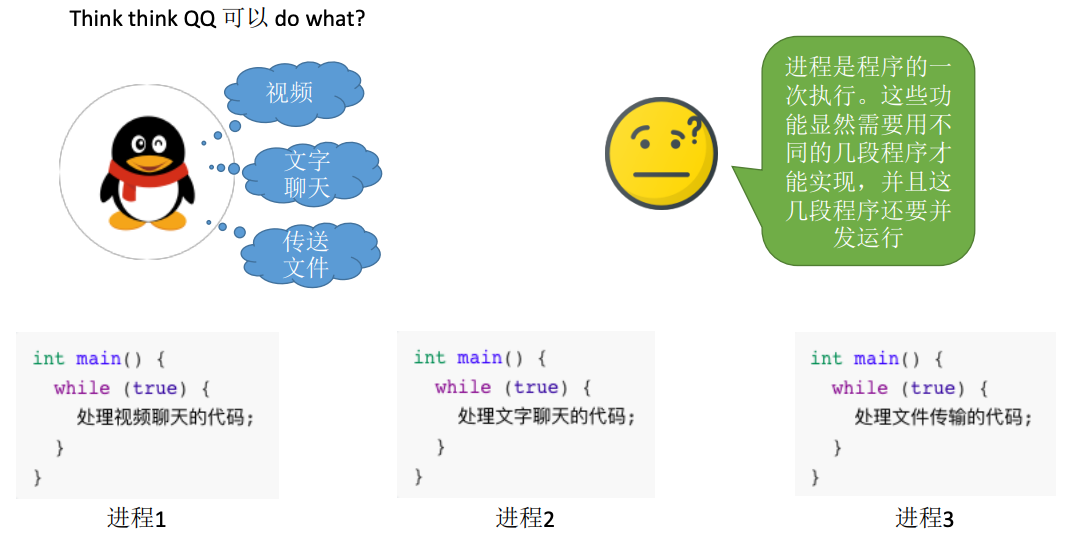 Think think QQ 可以 do what?
视频
文字
聊天
传送
文件
?
进程是程序的一
次执行。这些功
能显然需要用不
同的几段程序才
能实现，并且这
几段程序还要并
发运行
int main() {
while (true) {
处理视频聊天的代码;
}
}
进程1
int main() {
while (true) {
处理文字聊天的代码;
}
}
进程2
int main() {
while (true) {
处理文件传输的代码;
}
}
进程3